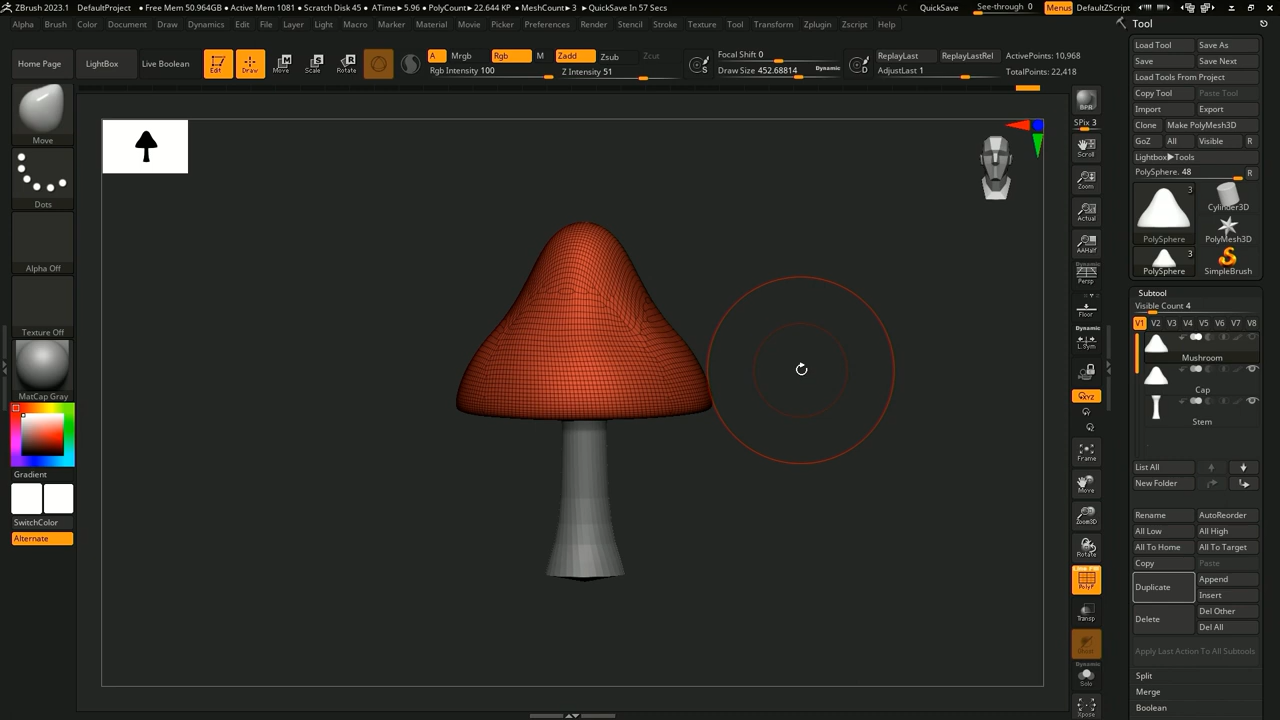 ZBrush 2023.1 DefaultProject • Free Mem 50.964GB • Active Mem 1081 • Scratch Disk 45 • ATime▸5.96 • PolyCount▸22.644 KP • MeshCount▸3 • QuickSave In 57 Secs AC QuickSave See-through 0 Menus DefaultZScript
Alpha Brush Color Document Draw Dynamics Edit File Layer Light Macro Marker Material Movie Picker Preferences Render Stencil Stroke Texture Tool Transform Zplugin Zscript Help
Home Page LightBox Live Boolean Edit Draw Move Scale Rotate
A Mrgb Rgb M Zadd Zsub Zcut
Rgb Intensity 100 Z Intensity 51
S Focal Shift 0
Draw Size 452.68814 Dynamic
D ReplayLast ReplayLastRel
AdjustLast 1
ActivePoints: 10,968
TotalPoints: 22,418
Move
Dots
Alpha Off
Texture Off
MatCap Gray
Gradient
SwitchColor
Alternate
BPR
SPix 3
Scroll
Zoom
Actual
AAHalf
Dynamic
Persp
Floor
Dynamic
L.Sym
XYZ
Frame
Move
Zoom3D
Rotate
Line Fill
PolyF
Transp
Ghost
Dynamic
Solo
Xpose
Tool
Load Tool Save As
Save Save Next
Load Tools From Project
Copy Tool Paste Tool
Import Export
Clone Make PolyMesh3D
GoZ All Visible R
Lightbox▸Tools
PolySphere. 48 R
3
PolySphere
Cylinder3D
PolyMesh3D
3
PolySphere
SimpleBrush
Subtool
Visible Count 4
V1 V2 V3 V4 V5 V6 V7 V8
Mushroom
Cap
Stem
List All
New Folder
Rename AutoReorder
All Low All High
All To Home All To Target
Copy Paste
Duplicate Append
Insert
Delete Del Other
Del All
Apply Last Action To All Subtools
Split
Merge
Boolean